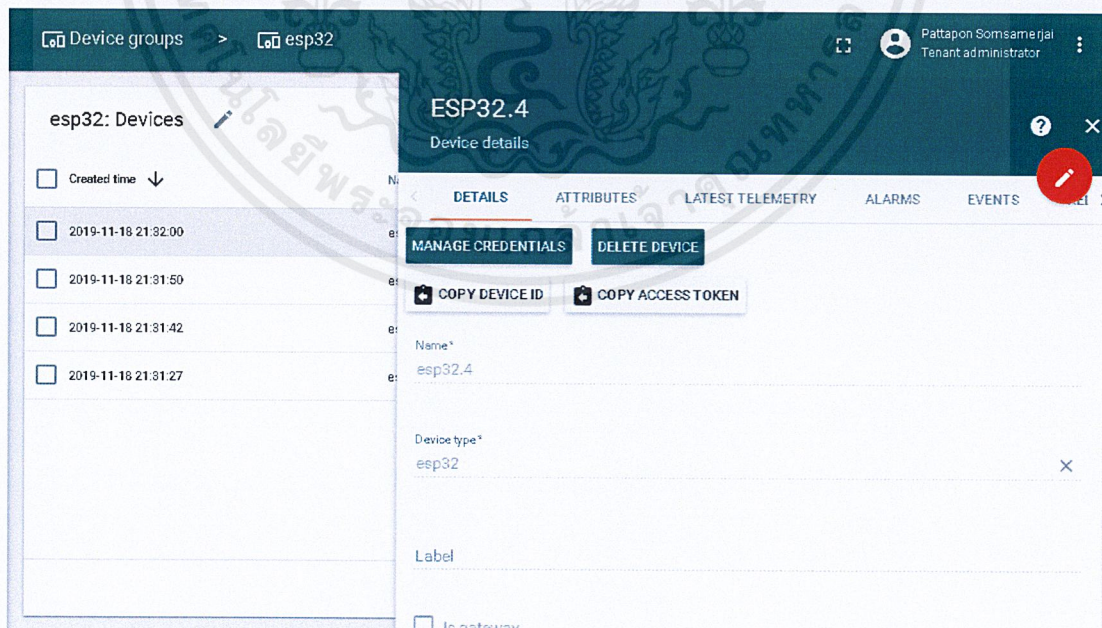 Device groups > esp32
Pattapon Somsamerjai
Tenant administrator
esp32: Devices
Created time
2019-11-18 21:32:00
2019-11-18 21:31:50
2019-11-18 21:31:42
2019-11-18 21:31:27
ESP32.4
Device details
DETAILS ATTRIBUTES LATEST TELEMETRY ALARMS EVENTS
MANAGE CREDENTIALS DELETE DEVICE
COPY DEVICE ID COPY ACCESS TOKEN
Name*
esp32.4
Device type*
esp32
Label
Is gateway